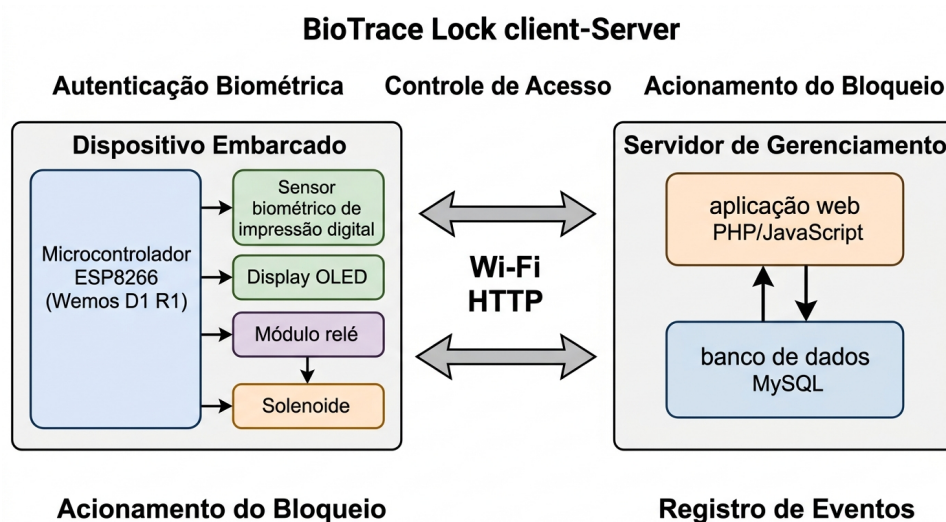 BioTrace Lock client-Server
Autenticação Biométrica
Controle de Acesso
Acionamento do Bloqueio
Dispositivo Embarcado
Microcontrolador
ESP8266
(Wemos D1 R1)
Sensor
biométrico de
impressão digital
Display OLED
Módulo relé
Solenoide
Wi-Fi
HTTP
Servidor de Gerenciamento
aplicação web
PHP/JavaScript
banco de dados
MySQL
Acionamento do Bloqueio
Registro de Eventos